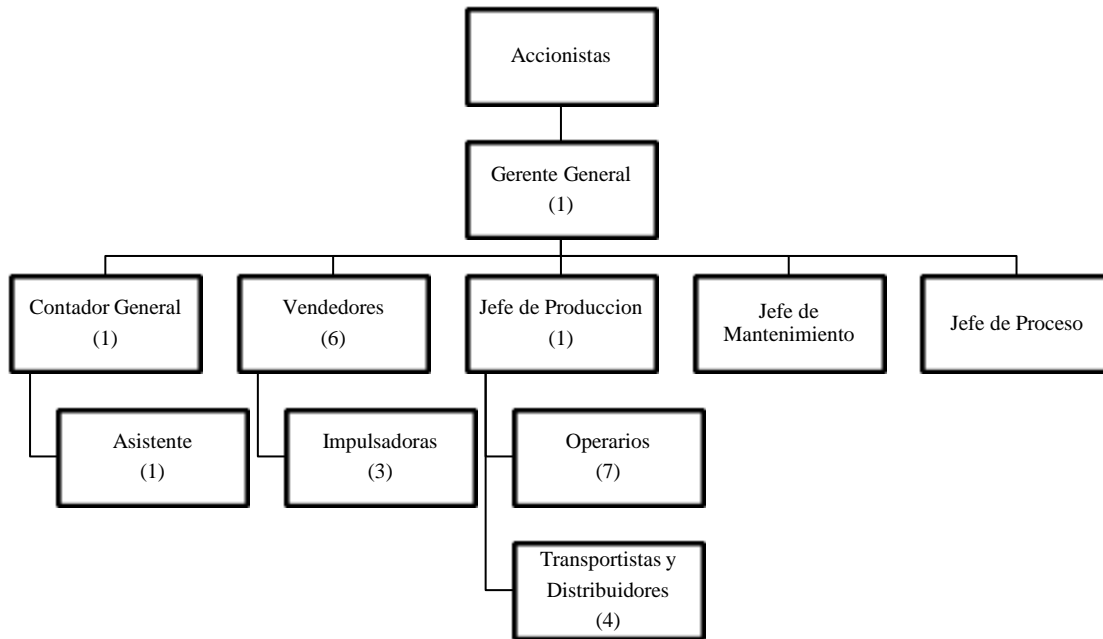 Accionistas
Gerente General
(1)
Contador General
(1)
Vendedores
(6)
Jefe de Produccion
(1)
Jefe de
Mantenimiento
Jefe de Proceso
Asistente
(1)
Impulsadoras
(3)
Operarios
(7)
Transportistas y
Distribuidores
(4)